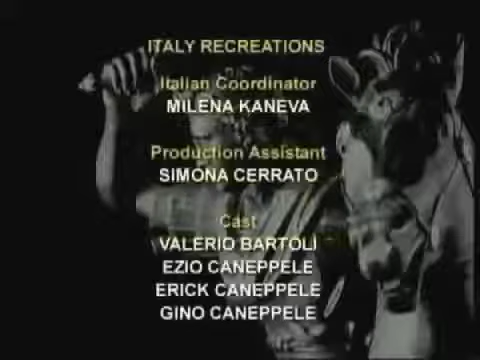 ITALY RECREATIONS
Italian Coordinator
MILENA KANEVA
Production Assistant
SIMONA CERRATO
Cast
VALERIO BARTOLI
EZIO CANEPPELE
ERICK CANEPPELE
GINO CANEPPELE